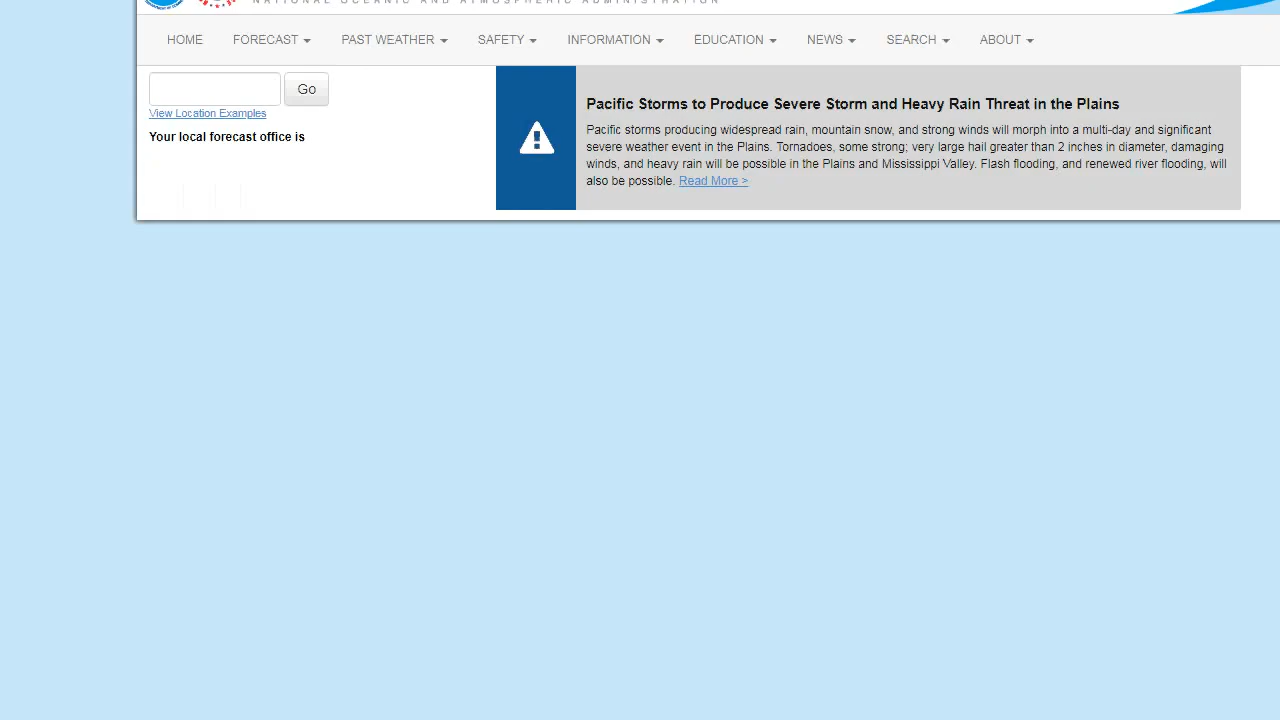 NATIONAL OCEANIC AND ATMOSPHERIC ADMINISTRATION
HOME FORECAST PAST WEATHER SAFETY INFORMATION EDUCATION NEWS SEARCH ABOUT
Go
View Location Examples
Your local forecast office is
Pacific Storms to Produce Severe Storm and Heavy Rain Threat in the Plains
Pacific storms producing widespread rain, mountain snow, and strong winds will morph into a multi-day and significant
severe weather event in the Plains. Tornadoes, some strong; very large hail greater than 2 inches in diameter, damaging
winds, and heavy rain will be possible in the Plains and Mississippi Valley. Flash flooding, and renewed river flooding, will
also be possible. Read More >